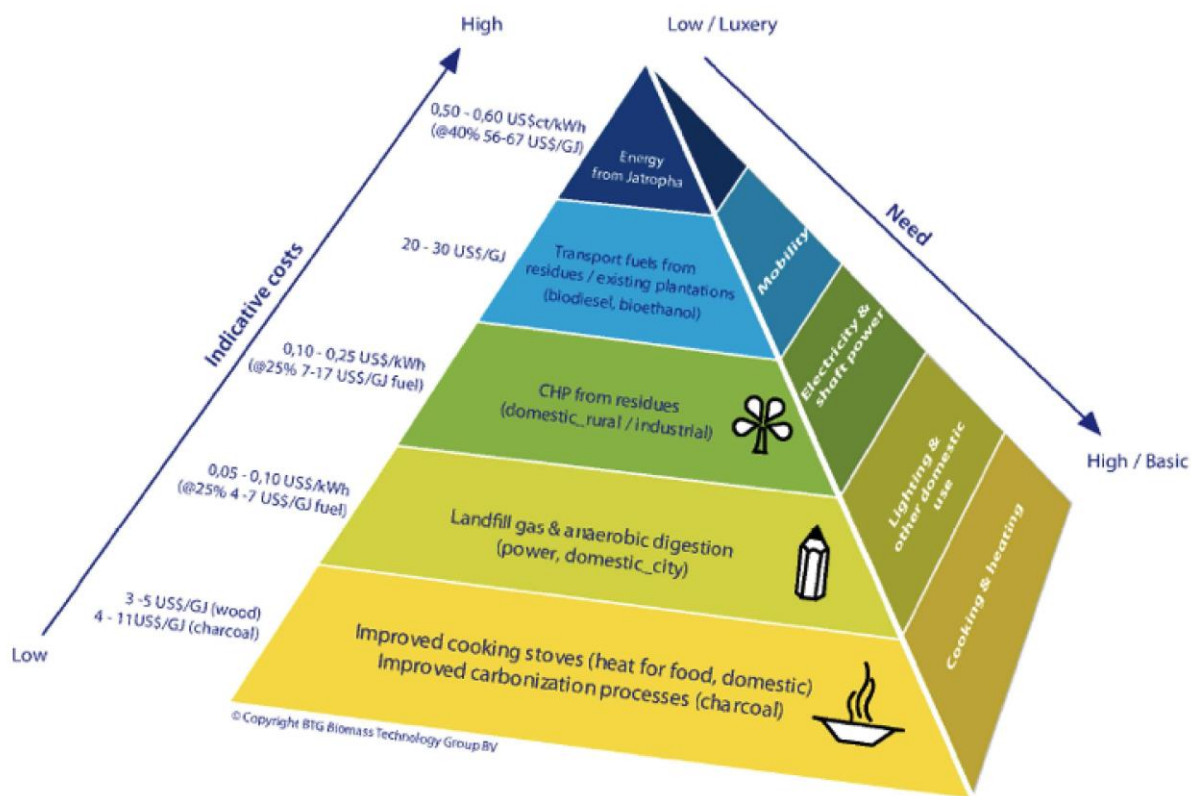 High
Low / Luxery
0,50 - 0,60 US$ct/kWh
(@40% 56-67 US$/GJ)
Energy
from Jatropha
Need
20 - 30 US$/GJ
Transport fuels from
residues / existing plantations
(biodiesel, bioethanol)
Mobility
Indicative costs
0,10 - 0,25 US$/kWh
(@25% 7-17 US$/GJ fuel)
CHP from residues
(domestic_rural / industrial)
Electricity &
shaft power
High / Basic
0,05 - 0,10 US$/kWh
(@25% 4 -7 US$/GJ fuel)
Landfill gas & anaerobic digestion
(power, domestic_city)
Lighting &
other domestic
use
3 -5 US$/GJ (wood)
4 - 11US$/GJ (charcoal)
Low
Improved cooking stoves (heat for food, domestic)
Improved carbonization processes (charcoal)
Cooking & heating
© Copyright BTG Biomass Technology Group BV